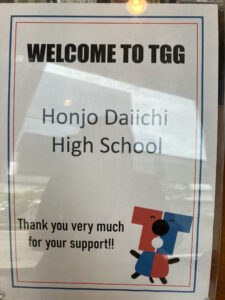 WELCOME TO TGG
Honjo Daiichi
High School
Thank you very much
for your support!!